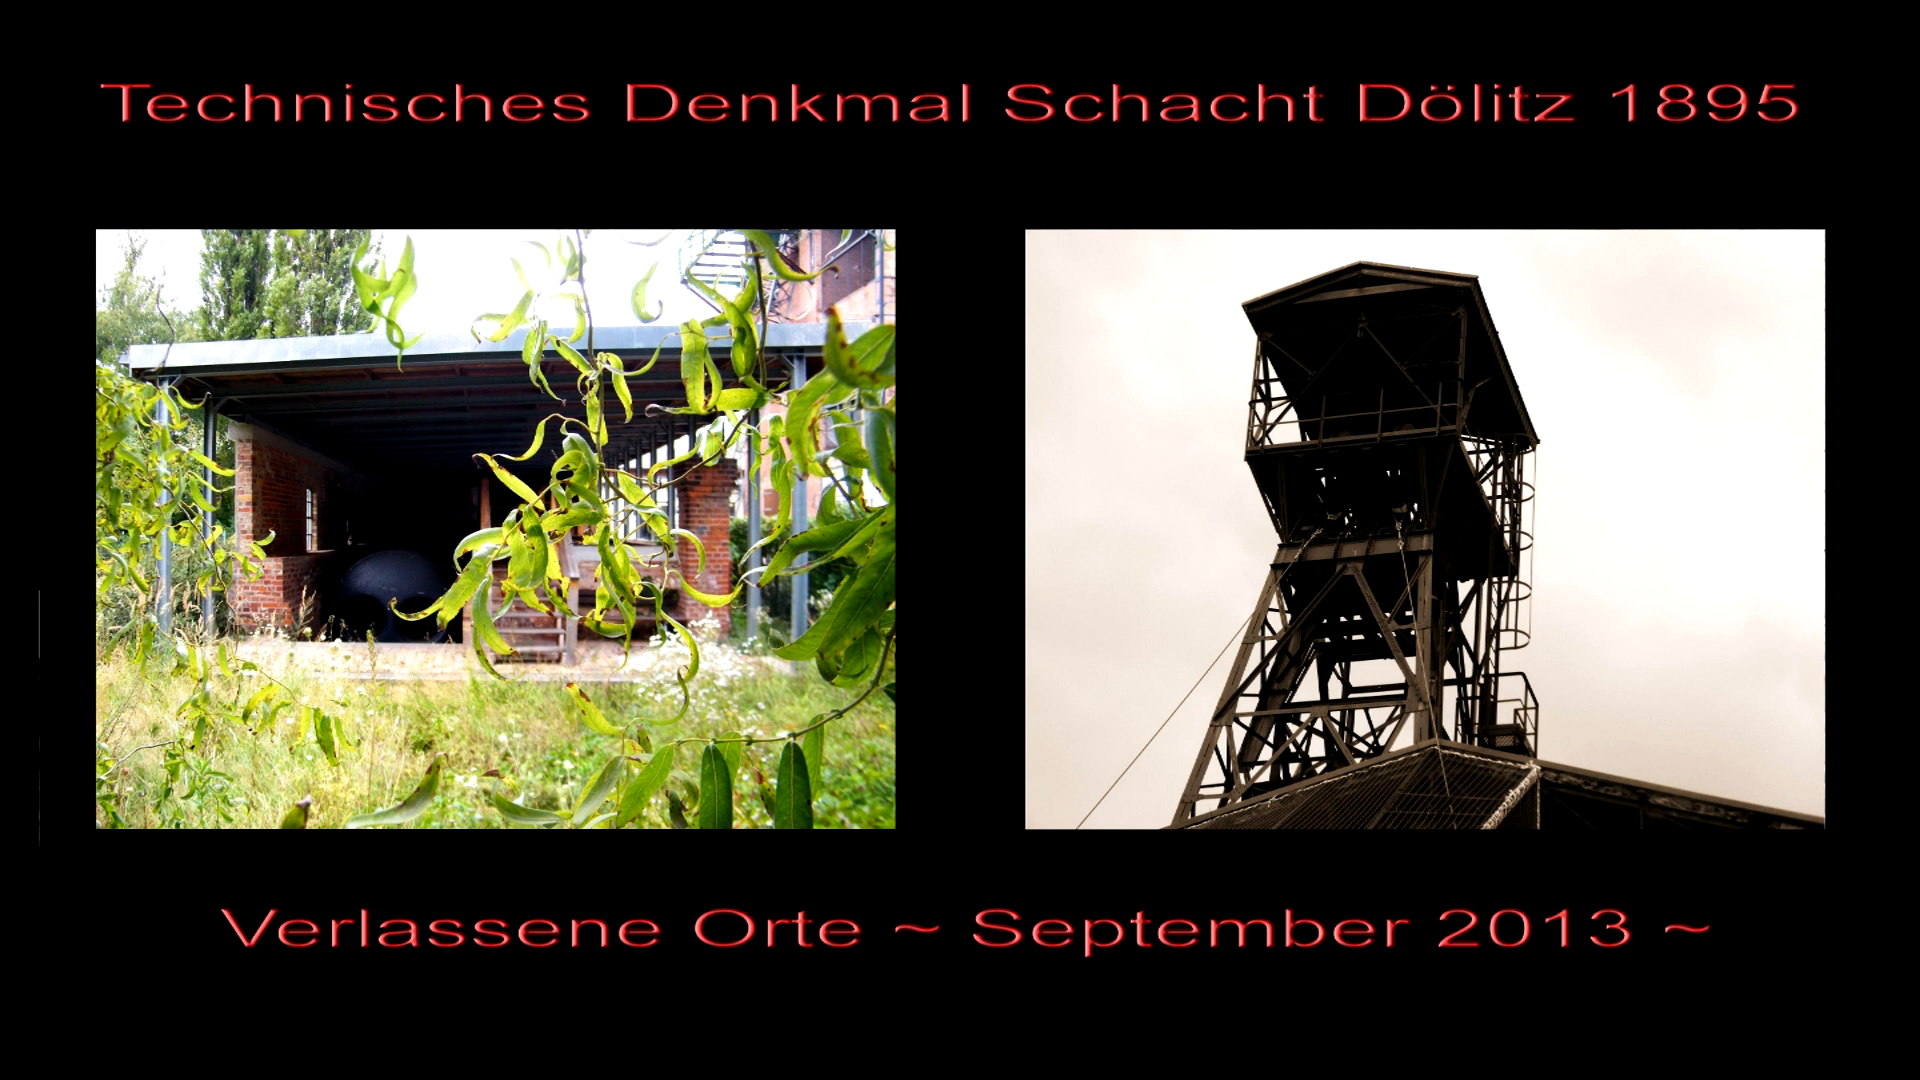 Technisches Denkmal Schacht Dölitz 1895
Verlassene Orte ~ September 2013 ~